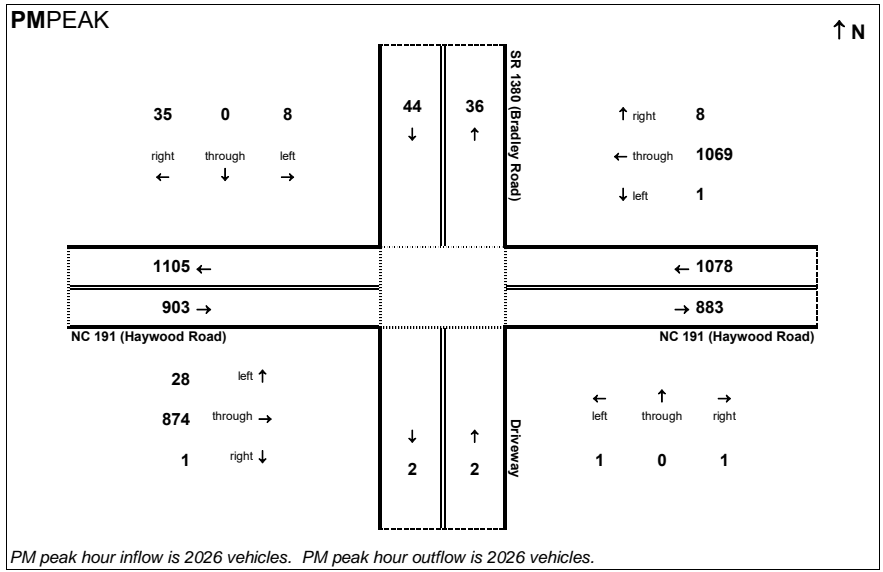 PMPEAK
↑ N
SR 1380 (Bradley Road)
35 0 8
right through left
← ↓ →
44 36
↓ ↑
↑ right 8
← through 1069
↓ left 1
1105 ←
903 →
← 1078
→ 883
NC 191 (Haywood Road)
NC 191 (Haywood Road)
28 left ↑
874 through →
1 right ↓
↓ ↑
2 2
Driveway
← ↑ →
left through right
1 0 1
PM peak hour inflow is 2026 vehicles. PM peak hour outflow is 2026 vehicles.